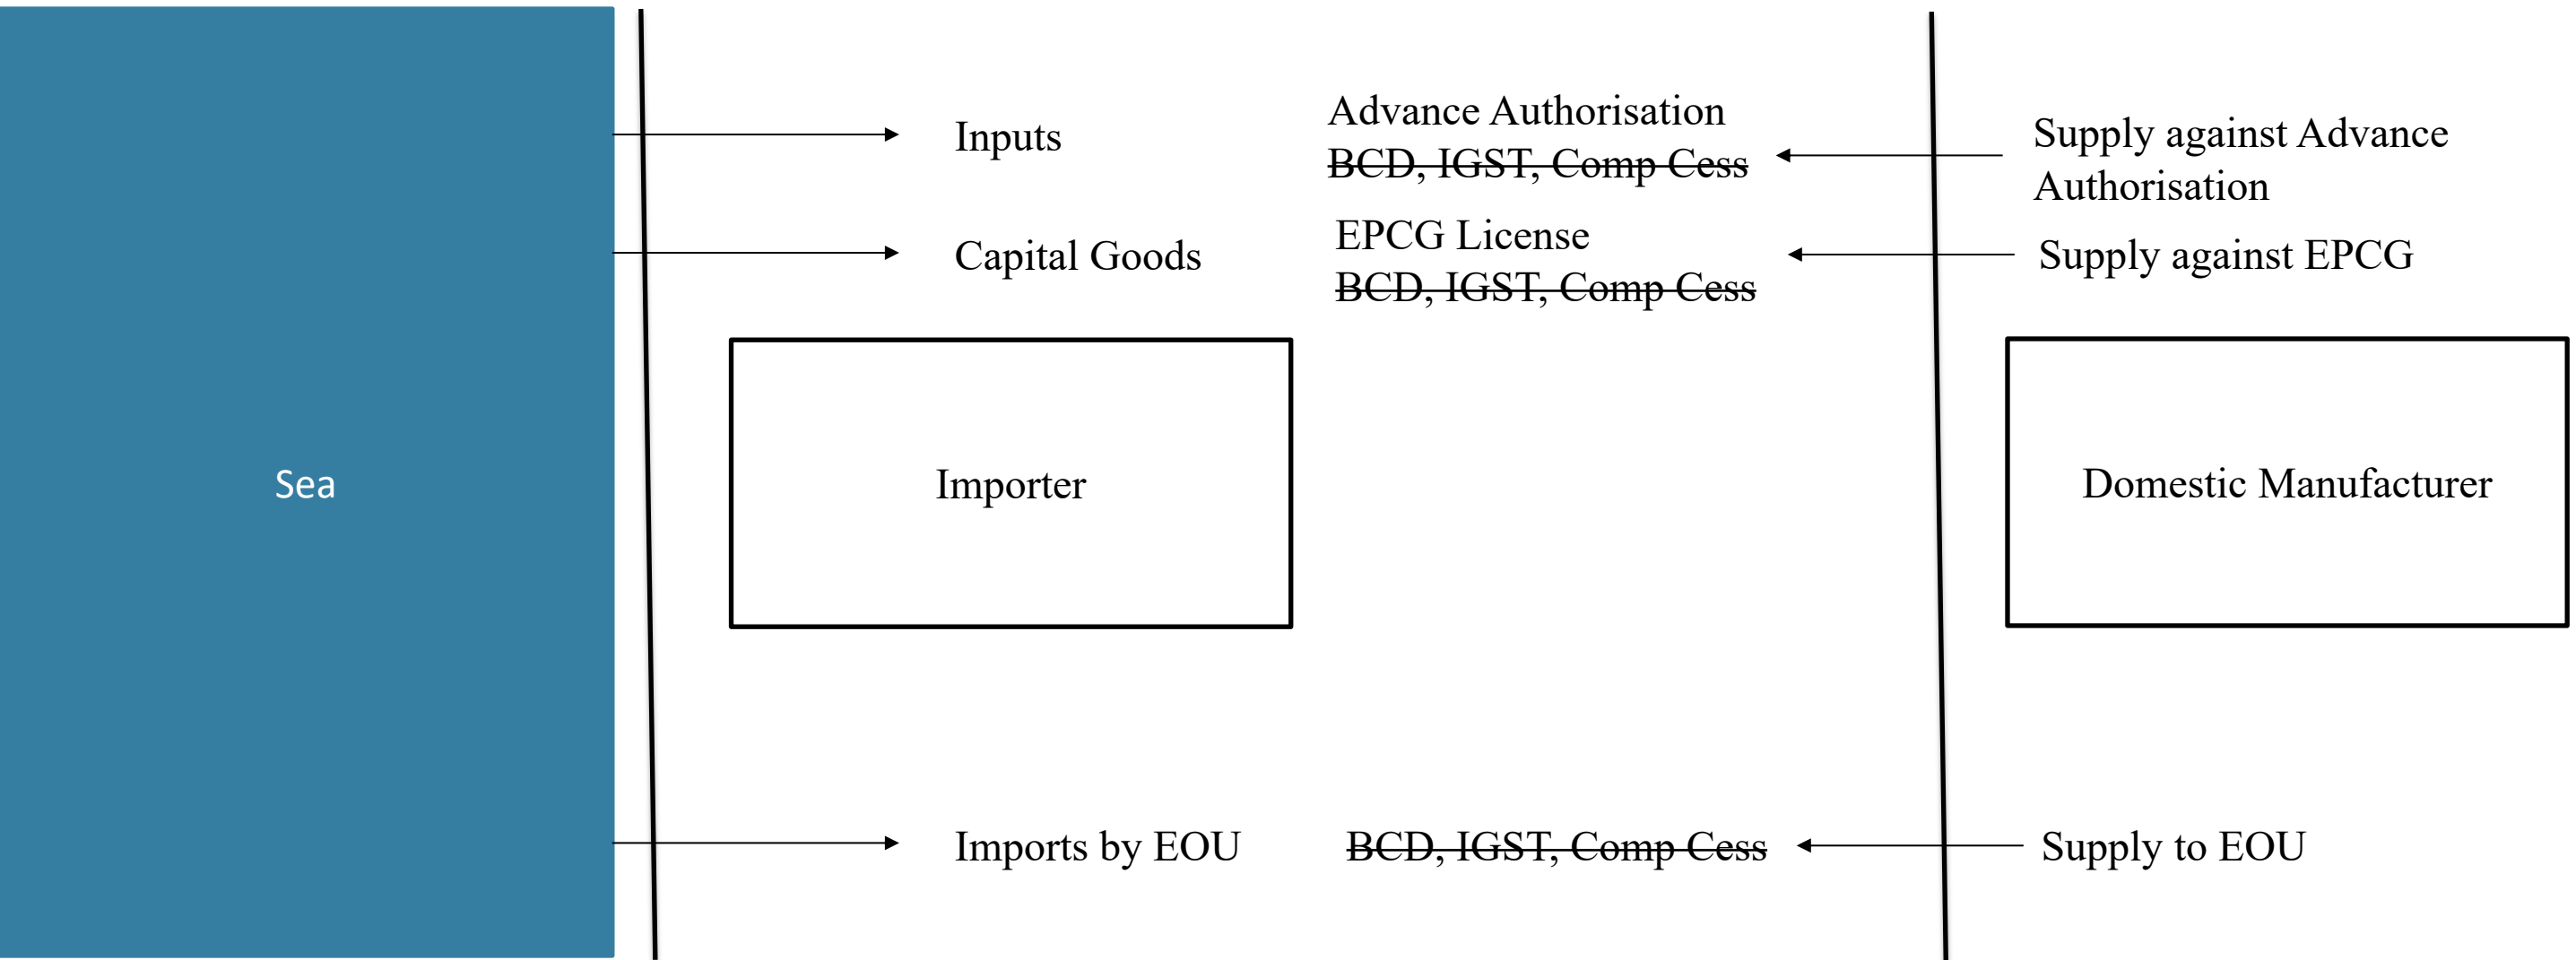 Inputs
Advance Authorisation
BCD, IGST, Comp Cess
Supply against Advance
Authorisation
Capital Goods
EPCG License
BCD, IGST, Comp Cess
Supply against EPCG
Sea
Importer
Domestic Manufacturer
Imports by EOU
BCD, IGST, Comp Cess
Supply to EOU